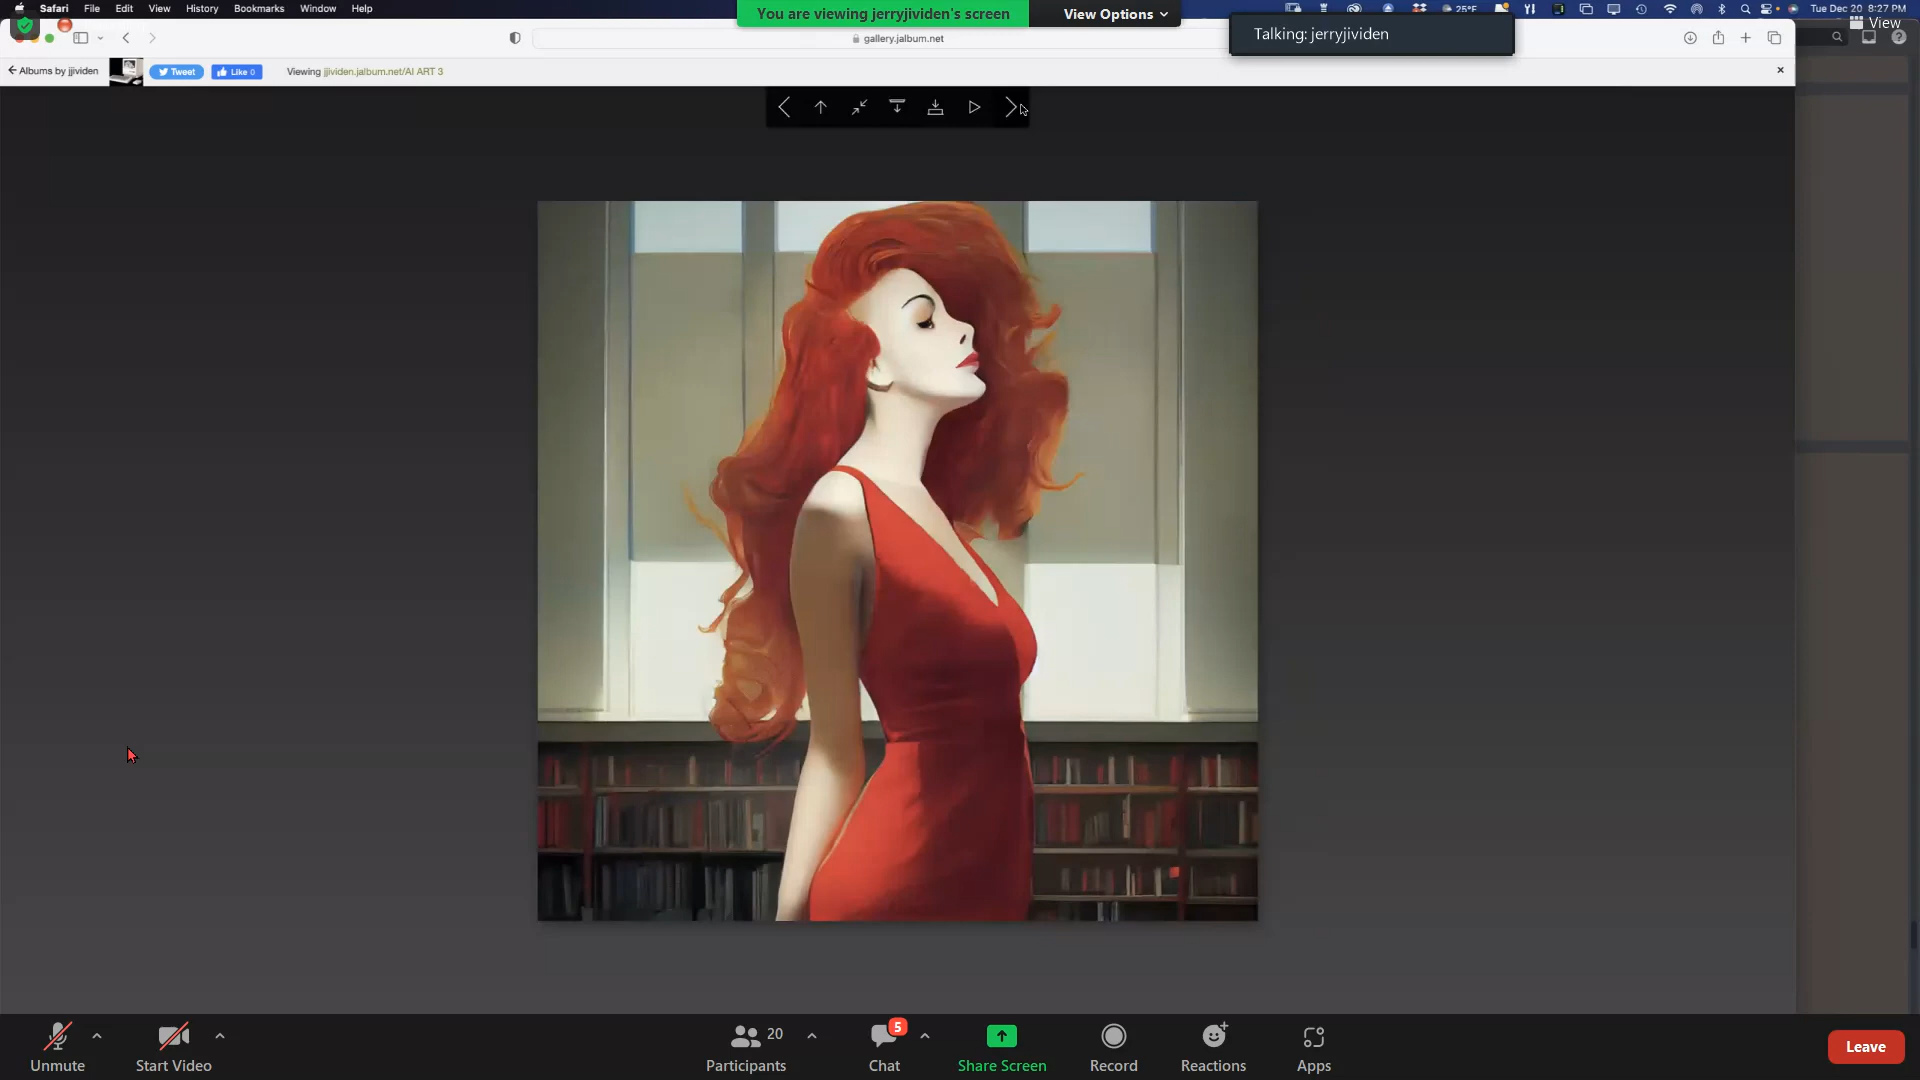 Safari File Edit View History Bookmarks Window Help
You are viewing jerryjividen's screen
View Options
25°F
Tue Dec 20 8:27 PM
Talking: jerryjividen
View
gallery.jalbum.net
Albums by jjividen
Tweet
Like 0
Viewing jjividen.jalbum.net/AI ART 3
Unmute
Start Video
20
Participants
5
Chat
Share Screen
Record
Reactions
Apps
Leave